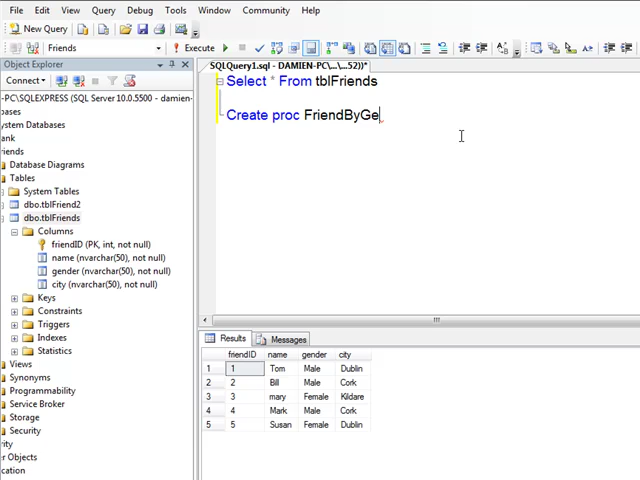 File Edit View Query Debug Tools Window Community Help
New Query
Friends Execute
Object Explorer
SQLQuery1.sql - DAMIEN-PC\...\...52))*
Connect
-PC\SQLEXPRESS (SQL Server 10.0.5500 - damien-
bases
ystem Databases
iends
Database Diagrams
Tables
System Tables
dbo.tblFriend2
dbo.tblFriends
Columns
friendID (PK, int, not null)
name (nvarchar(50), not null)
gender (nvarchar(50), not null)
city (nvarchar(50), not null)
Keys
Constraints
Triggers
Indexes
Statistics
Views
Synonyms
Programmability
Service Broker
Security
rity
er Objects
cation
Select * From tblFriends
Create proc FriendByGe
Results Messages
friendID name gender city
1 1 Tom Male Dublin
2 2 Bill Male Cork
3 3 mary Female Kildare
4 4 Mark Male Cork
5 5 Susan Female Dublin